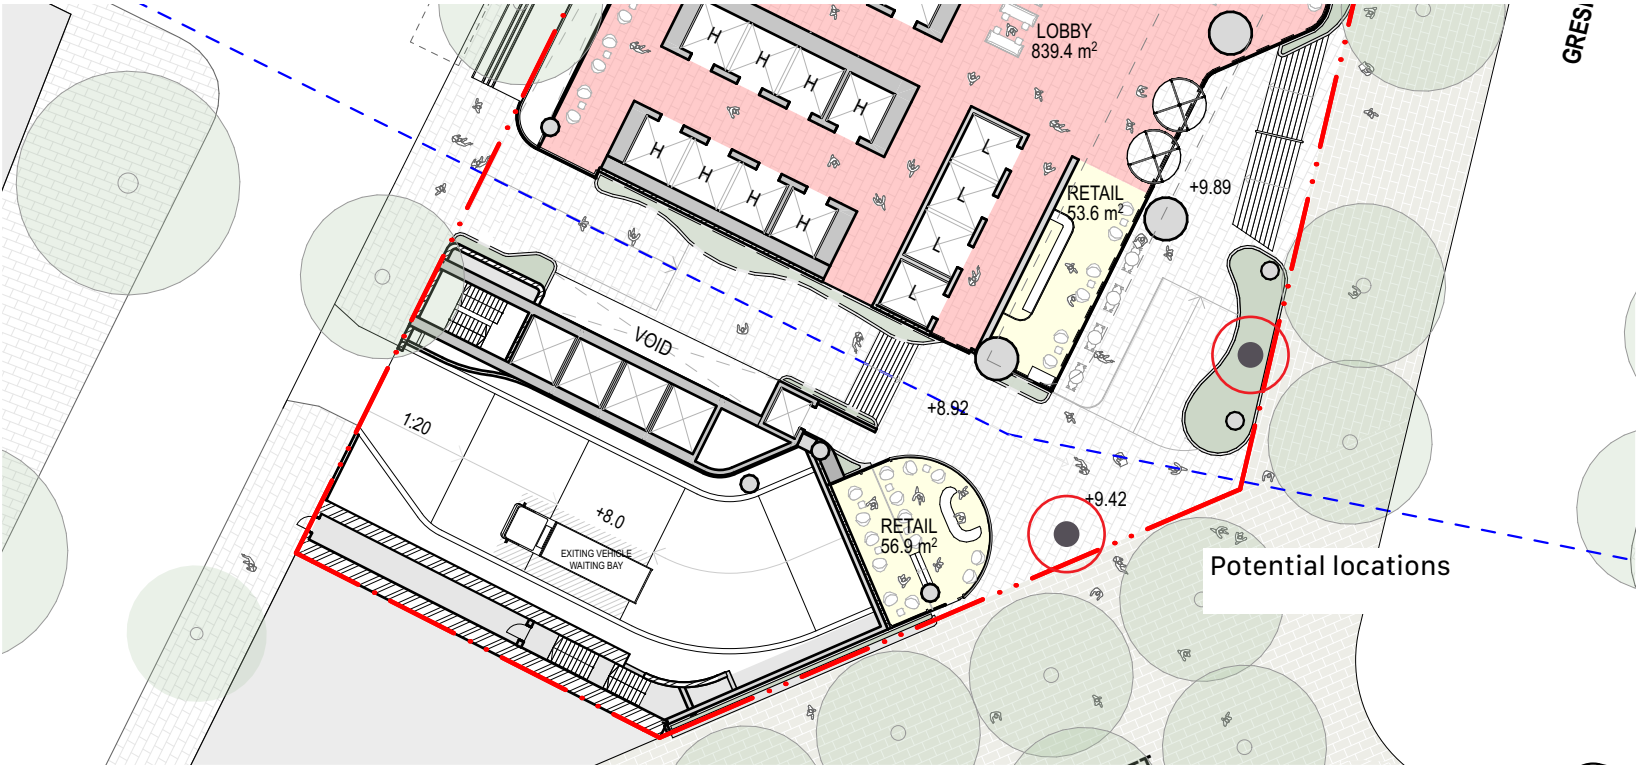 GRESI
LOBBY
839.4 m²
H
H
H
H
H
H
H
H
L
L
L
L
RETAIL
53.6 m²
+9.89
VOID
+8.92
1:20
+8.0
EXITING VEHICLE
WAITING BAY
RETAIL
56.9 m²
+9.42
Potential locations